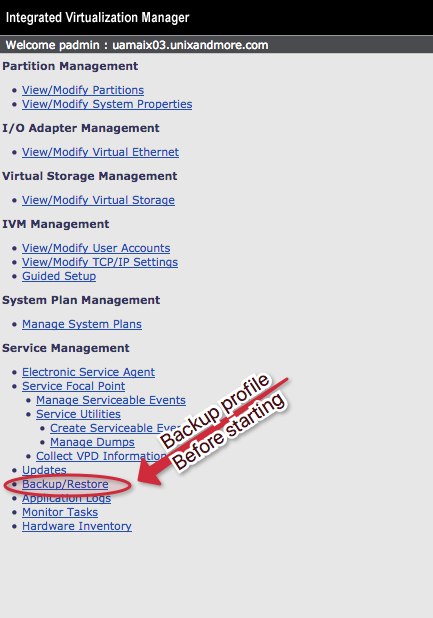 Integrated Virtualization Manager
Welcome padmin : uamaix03.unixandmore.com
Partition Management
View/Modify Partitions
View/Modify System Properties
I/O Adapter Management
View/Modify Virtual Ethernet
Virtual Storage Management
View/Modify Virtual Storage
IVM Management
View/Modify User Accounts
View/Modify TCP/IP Settings
Guided Setup
System Plan Management
Manage System Plans
Service Management
Electronic Service Agent
Service Focal Point
Manage Serviceable Events
Service Utilities
Create Serviceable
Manage Dumps
Collect VPD Information
Updates
Backup/Restore
Application Logs
Monitor Tasks
Hardware Inventory
Backup profile
Before starting